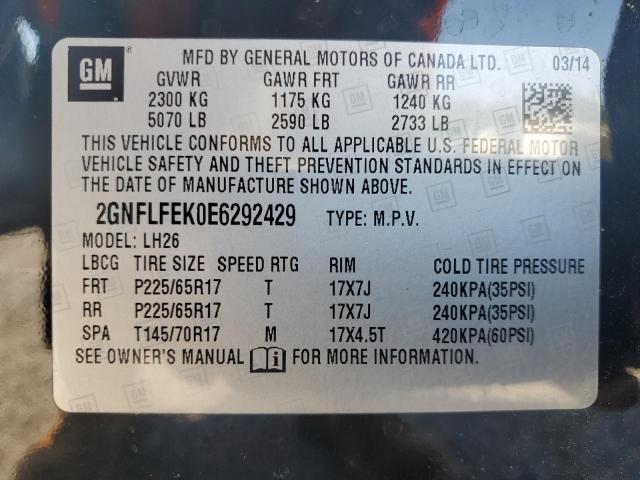 GM MFD BY GENERAL MOTORS OF CANADA LTD. 03/14
GVWR GAWR FRT GAWR RR
2300 KG 1175 KG 1240 KG
5070 LB 2590 LB 2733 LB
THIS VEHICLE CONFORMS TO ALL APPLICABLE U.S. FEDERAL MOTOR
VEHICLE SAFETY AND THEFT PREVENTION STANDARDS IN EFFECT ON
THE DATE OF MANUFACTURE SHOWN ABOVE.
2GNFLFEK0E6292429 TYPE: M.P.V.
MODEL: LH26
LBCG TIRE SIZE SPEED RTG RIM COLD TIRE PRESSURE
FRT P225/65R17 T 17X7J 240KPA(35PSI)
RR P225/65R17 T 17X7J 240KPA(35PSI)
SPA T145/70R17 M 17X4.5T 420KPA(60PSI)
SEE OWNER'S MANUAL i FOR MORE INFORMATION.